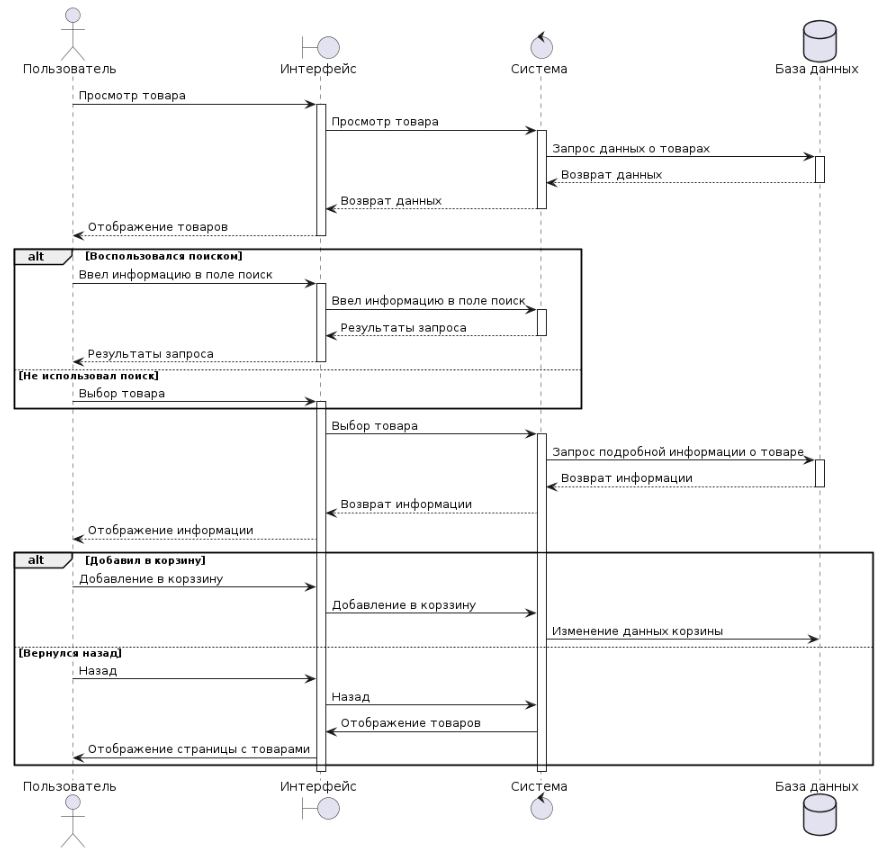 Пользователь
Интерфейс
Система
База данных
Просмотр товара
Просмотр товара
Запрос данных о товарах
Возврат данных
Возврат данных
Отображение товаров
alt [Воспользовался поиском]
Ввел информацию в поле поиск
Ввел информацию в поле поиск
Результаты запроса
Результаты запроса
[Не использовал поиск]
Выбор товара
Выбор товара
Запрос подробной информации о товаре
Возврат информации
Возврат информации
Отображение информации
alt [Добавил в корзину]
Добавление в корззину
Добавление в корззину
Изменение данных корзины
[Вернулся назад]
Назад
Назад
Отображение товаров
Отображение страницы с товарами
Пользователь
Интерфейс
Система
База данных